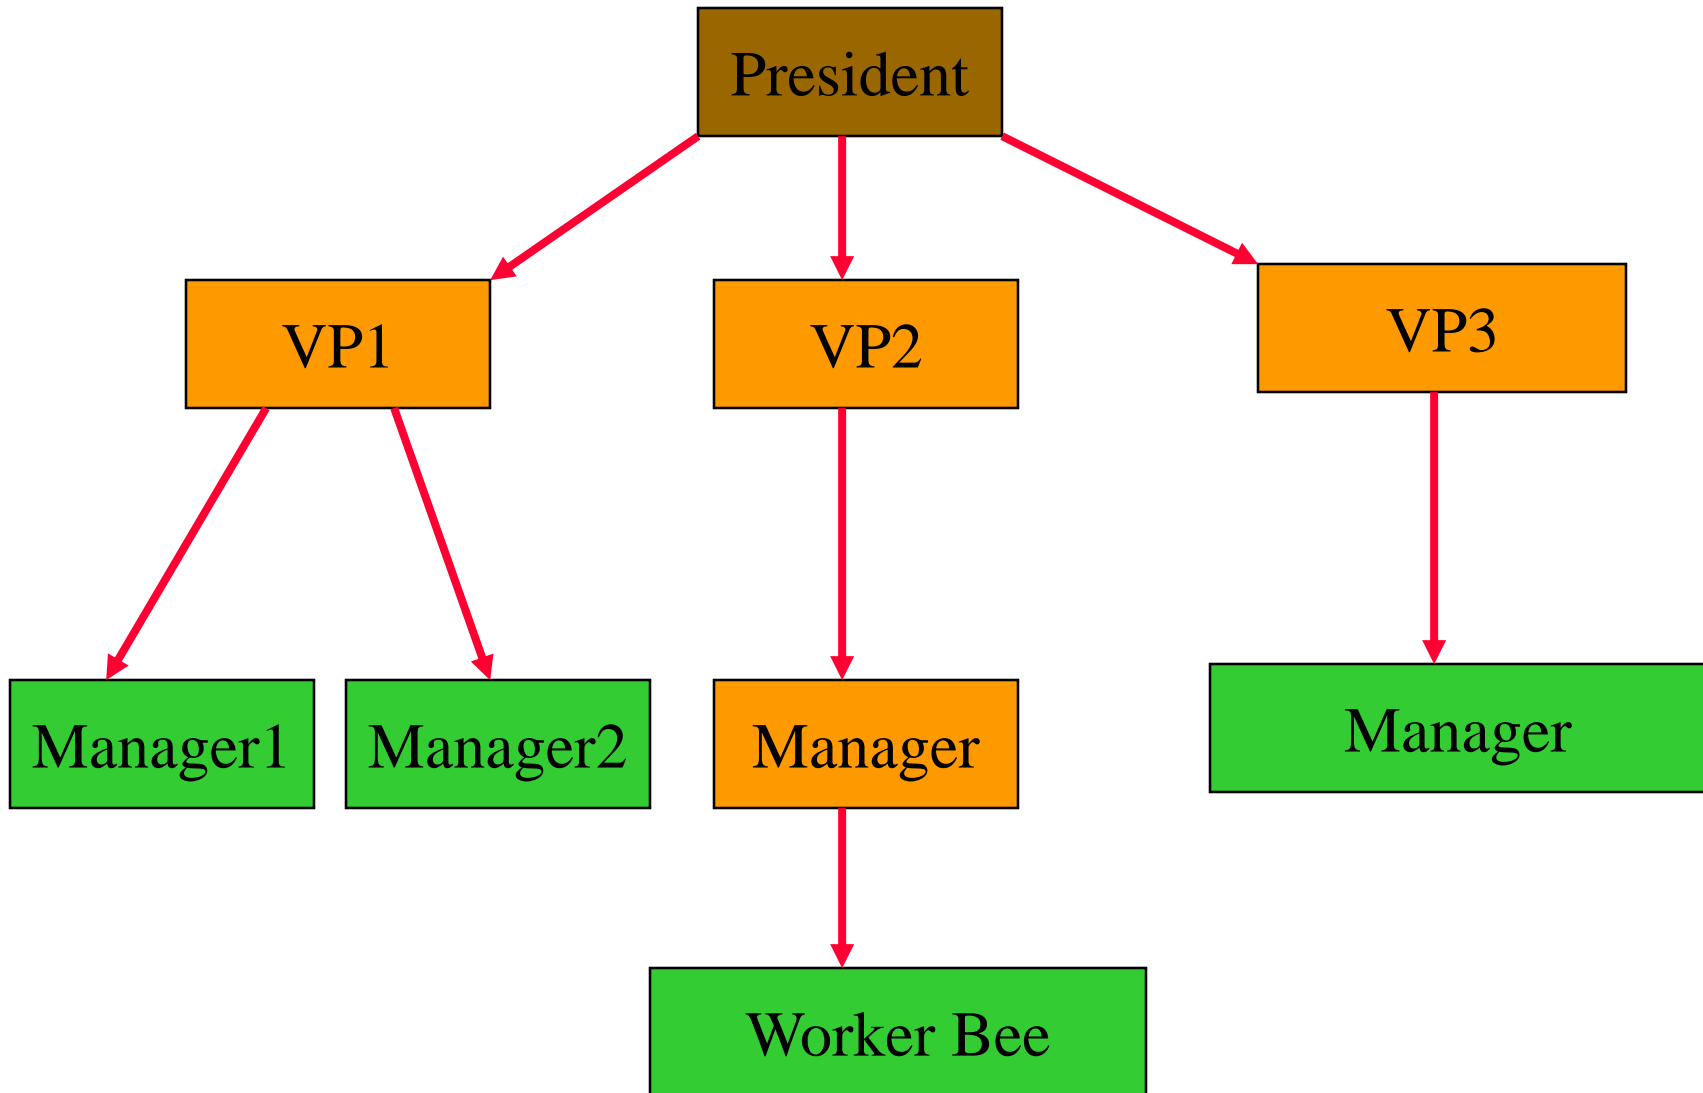 President
VP1
VP2
VP3
Manager1
Manager2
Manager
Manager
Worker Bee